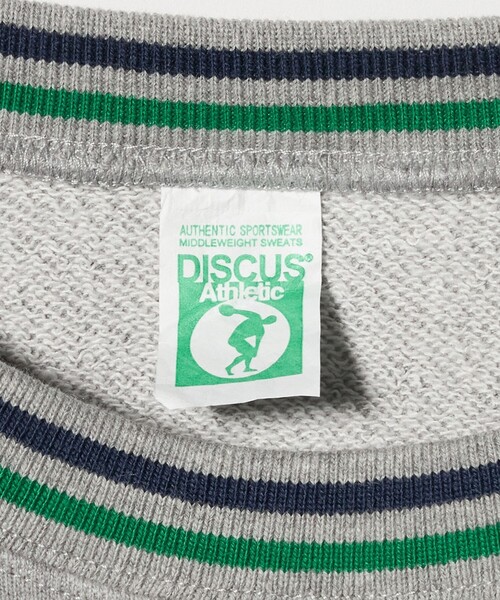 AUTHENTIC SPORTSWEAR
MIDDLEWEIGHT SWEATS
DISCUS®
Athletic